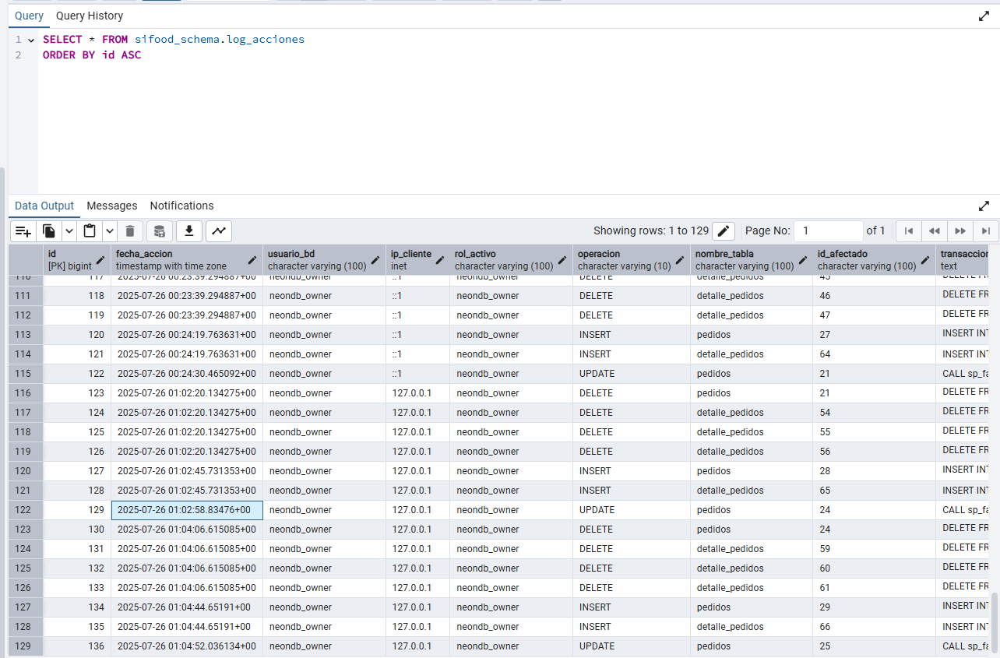 Query Query History
1 SELECT * FROM sifood_schema.log_acciones
2 ORDER BY id ASC
Data Output Messages Notifications
Showing rows: 1 to 129 Page No: 1 of 1
id fecha_accion usuario_bd ip_cliente rol_activo operacion nombre_tabla id_afectado transaccion
[PK] bigint timestamp with time zone character varying (100) inet character varying (100) character varying (10) character varying (100) character varying (100) text
110 117 2025-07-26 00:23:39.294887+00 neondb_owner ::1 neondb_owner DELETE detalle_pedidos 45 DELETE FR
111 118 2025-07-26 00:23:39.294887+00 neondb_owner ::1 neondb_owner DELETE detalle_pedidos 46 DELETE FR
112 119 2025-07-26 00:23:39.294887+00 neondb_owner ::1 neondb_owner DELETE detalle_pedidos 47 DELETE FR
113 120 2025-07-26 00:24:19.763631+00 neondb_owner ::1 neondb_owner INSERT pedidos 27 INSERT INT
114 121 2025-07-26 00:24:19.763631+00 neondb_owner ::1 neondb_owner INSERT detalle_pedidos 64 INSERT INT
115 122 2025-07-26 00:24:30.465092+00 neondb_owner ::1 neondb_owner UPDATE pedidos 21 CALL sp_fa
116 123 2025-07-26 01:02:20.134275+00 neondb_owner 127.0.0.1 neondb_owner DELETE pedidos 21 DELETE FR
117 124 2025-07-26 01:02:20.134275+00 neondb_owner 127.0.0.1 neondb_owner DELETE detalle_pedidos 54 DELETE FR
118 125 2025-07-26 01:02:20.134275+00 neondb_owner 127.0.0.1 neondb_owner DELETE detalle_pedidos 55 DELETE FR
119 126 2025-07-26 01:02:20.134275+00 neondb_owner 127.0.0.1 neondb_owner DELETE detalle_pedidos 56 DELETE FR
120 127 2025-07-26 01:02:45.731353+00 neondb_owner 127.0.0.1 neondb_owner INSERT pedidos 28 INSERT INT
121 128 2025-07-26 01:02:45.731353+00 neondb_owner 127.0.0.1 neondb_owner INSERT detalle_pedidos 65 INSERT INT
122 129 2025-07-26 01:02:58.83476+00 neondb_owner 127.0.0.1 neondb_owner UPDATE pedidos 24 CALL sp_fa
123 130 2025-07-26 01:04:06.615085+00 neondb_owner 127.0.0.1 neondb_owner DELETE pedidos 24 DELETE FR
124 131 2025-07-26 01:04:06.615085+00 neondb_owner 127.0.0.1 neondb_owner DELETE detalle_pedidos 59 DELETE FR
125 132 2025-07-26 01:04:06.615085+00 neondb_owner 127.0.0.1 neondb_owner DELETE detalle_pedidos 60 DELETE FR
126 133 2025-07-26 01:04:06.615085+00 neondb_owner 127.0.0.1 neondb_owner DELETE detalle_pedidos 61 DELETE FR
127 134 2025-07-26 01:04:44.65191+00 neondb_owner 127.0.0.1 neondb_owner INSERT pedidos 29 INSERT INT
128 135 2025-07-26 01:04:44.65191+00 neondb_owner 127.0.0.1 neondb_owner INSERT detalle_pedidos 66 INSERT INT
129 136 2025-07-26 01:04:52.036134+00 neondb_owner 127.0.0.1 neondb_owner UPDATE pedidos 25 CALL sp_fa